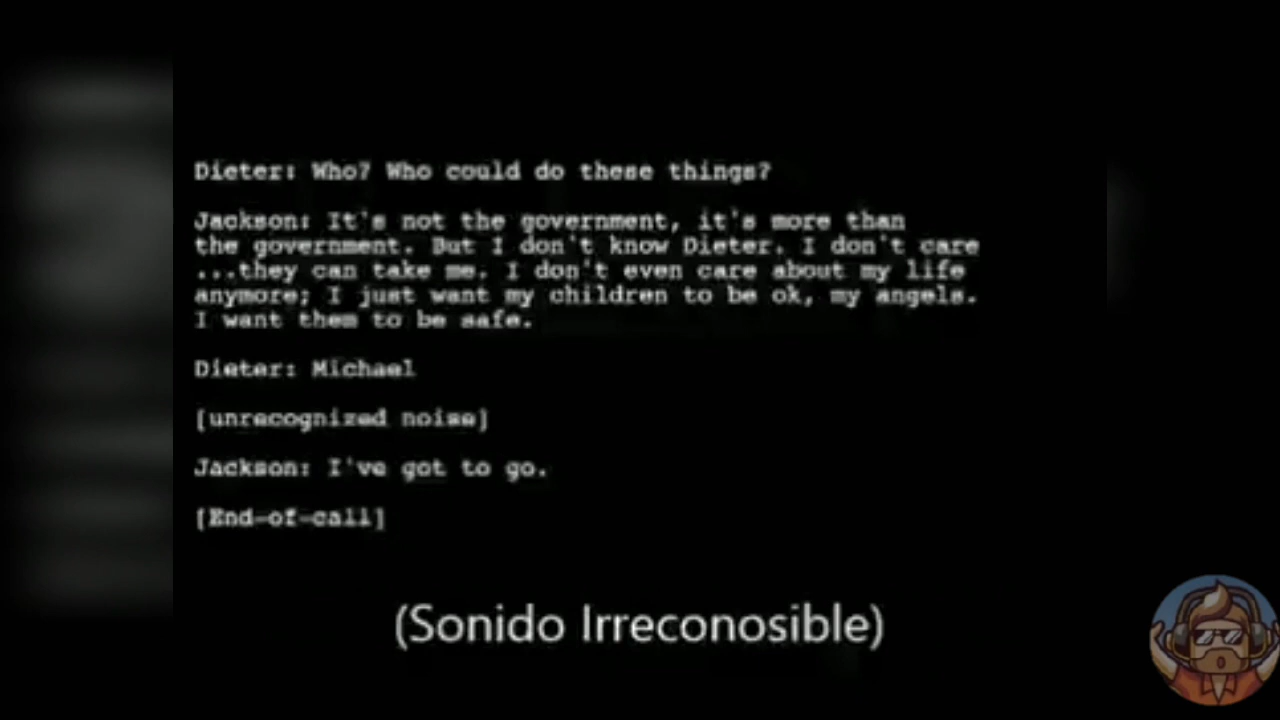 Dieter: Who? Who could do these things?
Jackson: It's not the government, it's more than
the government. But I don't know Dieter. I don't care
...they can take me. I don't even care about my life
anymore; I just want my children to be ok, my angels.
I want them to be safe.
Dieter: Michael
[unrecognized noise]
Jackson: I've got to go.
[End-of-call]
(Sonido Irreconosible)